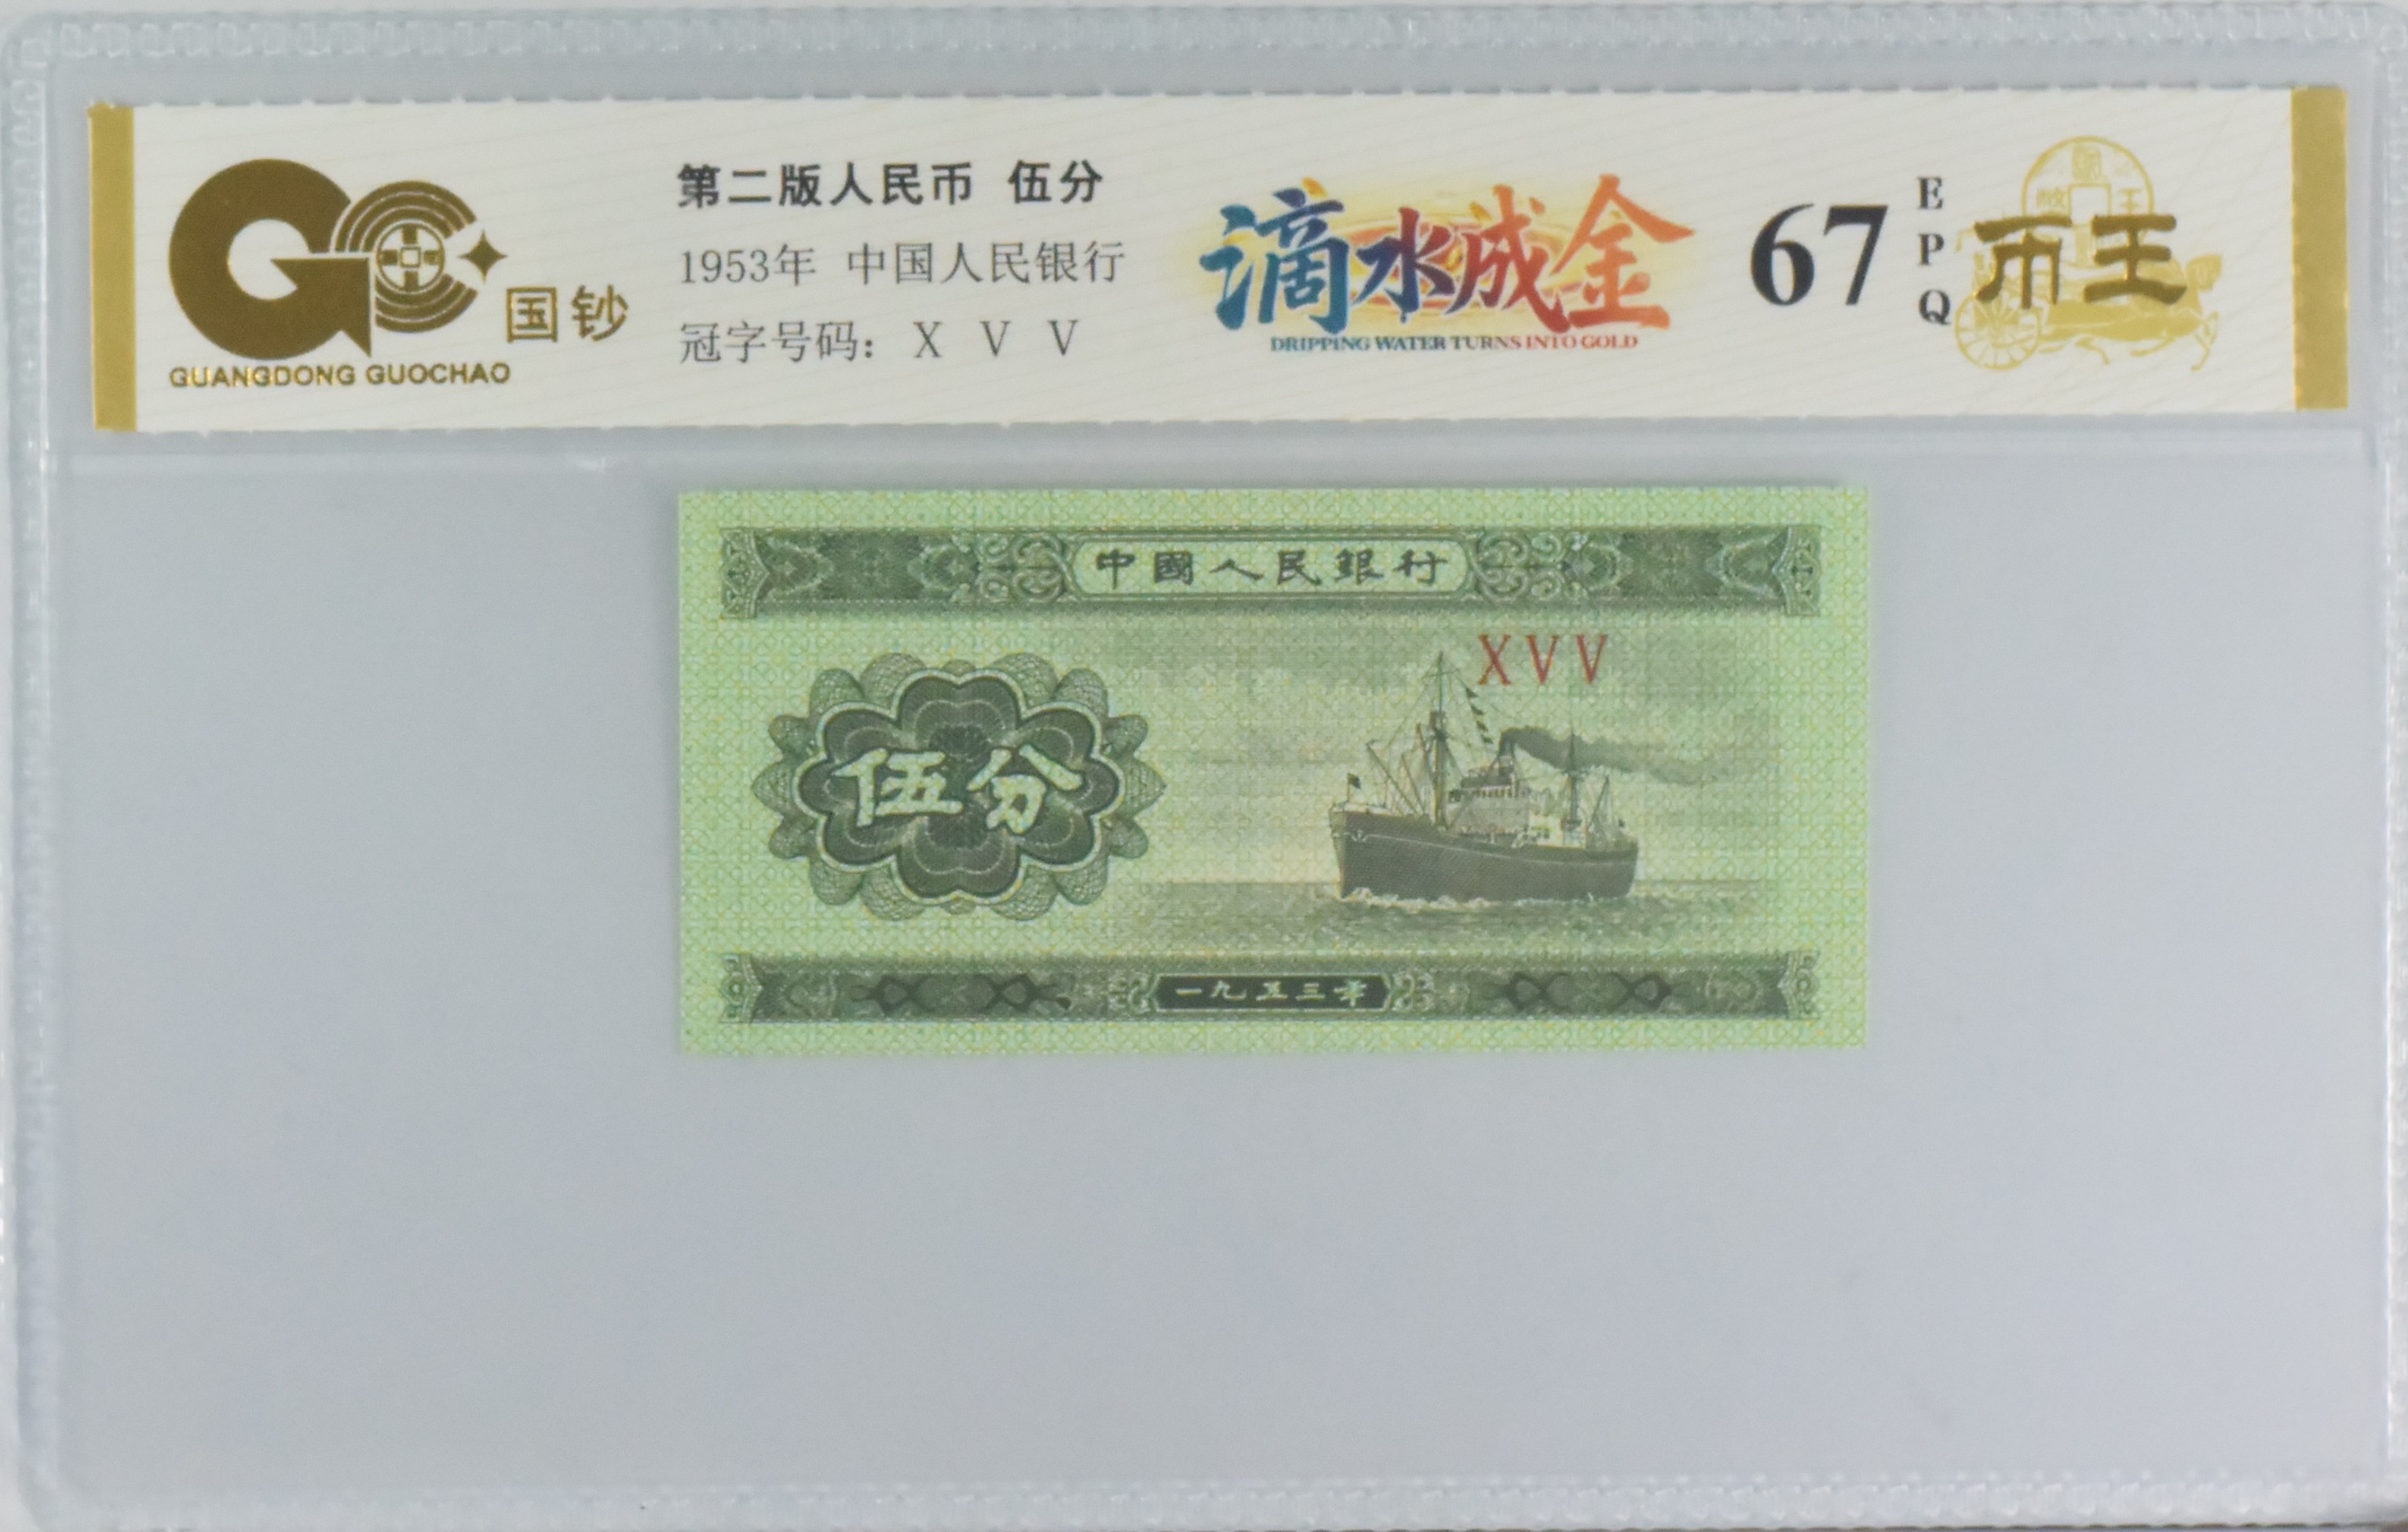 国钞
GUANGDONG GUOCHAO
第二版人民币 伍分
1953年 中国人民银行
冠字号码：X V V
滴水成金
DRIPPING WATER TURNS INTO GOLD
67
E
P
Q
币王
中國人民銀行
XVV
伍分
一九五三年